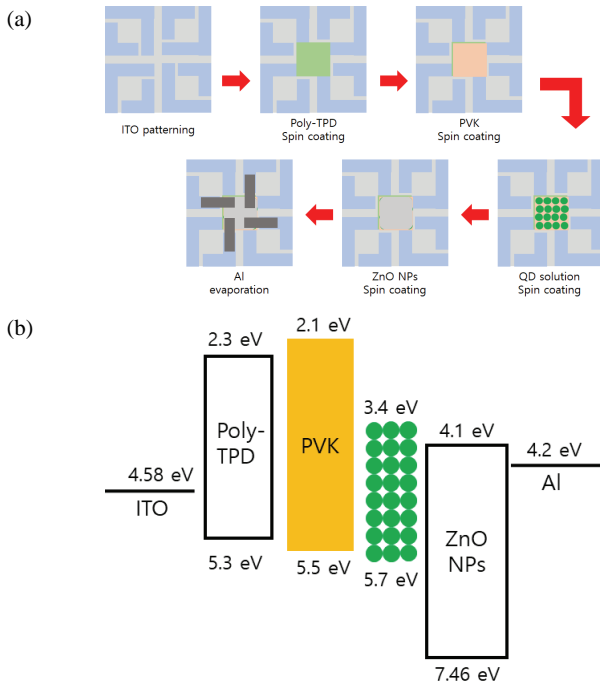 (a)
ITO patterning
Poly-TPD
Spin coating
PVK
Spin coating
Al
evaporation
ZnO NPs
Spin coating
QD solution
Spin coating
(b)
2.3 eV
2.1 eV
Poly-
TPD
PVK
3.4 eV
4.1 eV
4.2 eV
4.58 eV
ITO
Al
ZnO
NPs
5.3 eV
5.5 eV
5.7 eV
7.46 eV